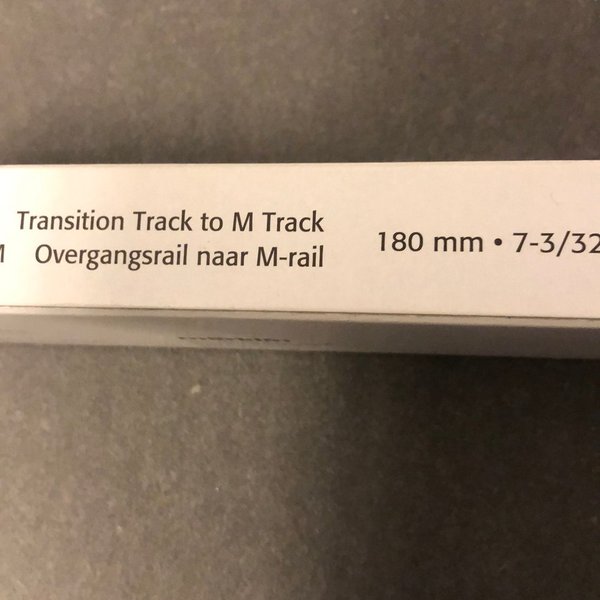 Transition Track to M Track
Overgangsrail naar M-rail
180 mm • 7-3/32